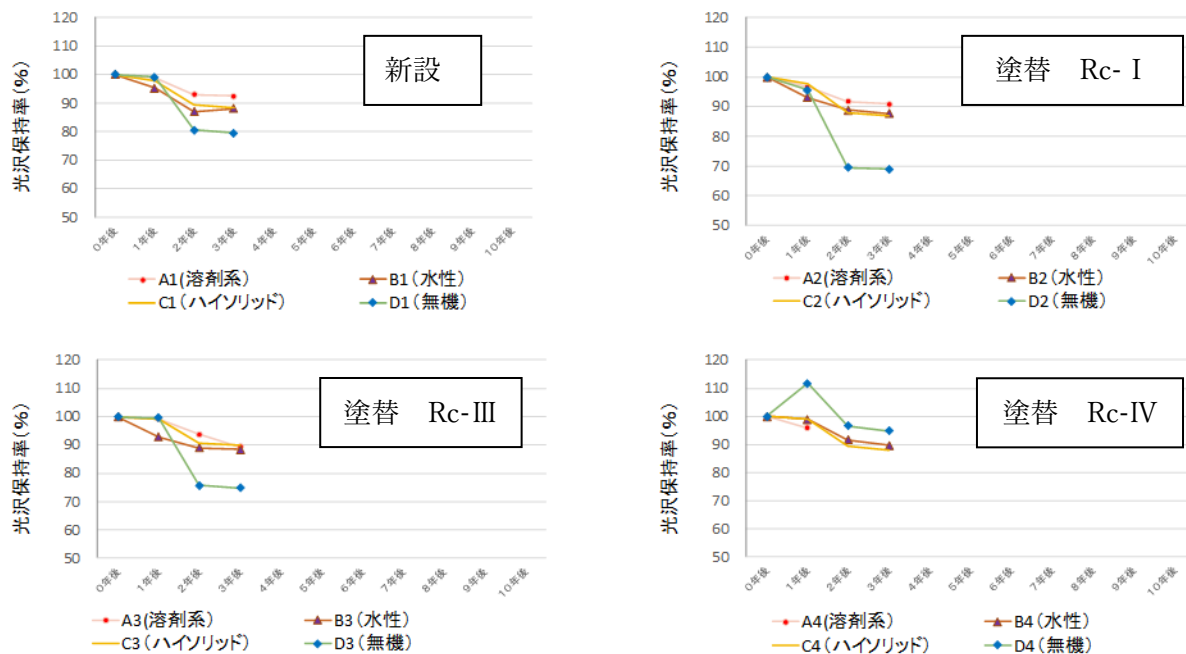 新設
光沢保持率(%)
120
110
100
90
80
70
60
50
0年後 1年後 2年後 3年後 4年後 5年後 6年後 7年後 8年後 9年後 10年後
A1(溶剤系) B1(水性)
C1(ハイソリッド) D1(無機)
塗替 Rc-Ⅰ
光沢保持率(%)
120
110
100
90
80
70
60
50
0年後 1年後 2年後 3年後 4年後 5年後 6年後 7年後 8年後 9年後 10年後
A2(溶剤系) B2(水性)
C2(ハイソリッド) D2(無機)
塗替 Rc-Ⅲ
光沢保持率(%)
120
110
100
90
80
70
60
50
0年後 1年後 2年後 3年後 4年後 5年後 6年後 7年後 8年後 9年後 10年後
A3(溶剤系) B3(水性)
C3(ハイソリッド) D3(無機)
塗替 Rc-Ⅳ
光沢保持率(%)
120
110
100
90
80
70
60
50
0年後 1年後 2年後 3年後 4年後 5年後 6年後 7年後 8年後 9年後 10年後
A4(溶剤系) B4(水性)
C4(ハイソリッド) D4(無機)